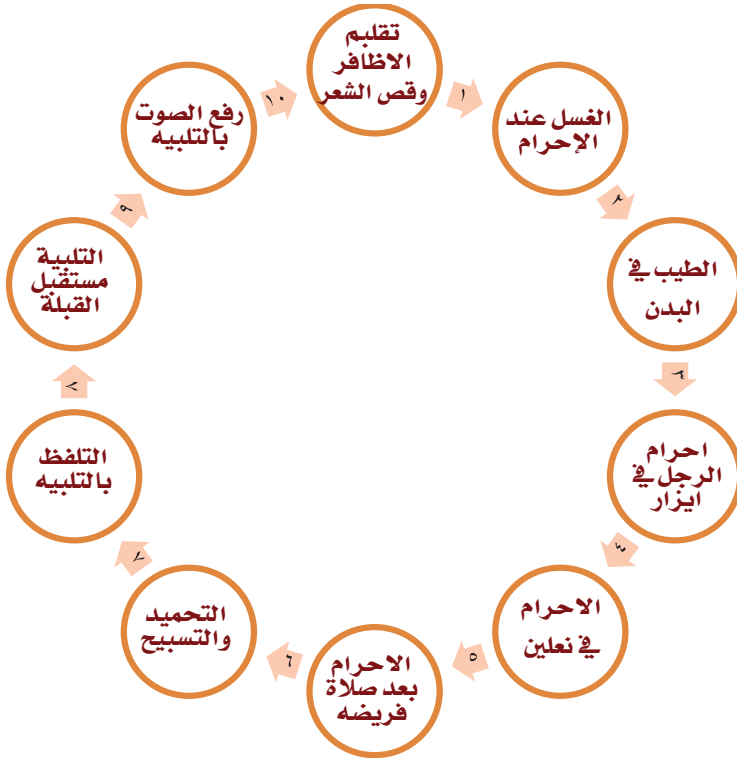 تقلبم
الاظافر
وقص الشعر
١
الغسل عند
الإحرام
٢
الطيب في
البدن
٣
احرام
الرجل في
ايزار
٤
الاحرام
في نعلين
٥
الاحرام
بعد صلاة
فريضه
٦
التحميد
والتسبيح
٧
التلفظ
بالتلبيه
٨
التلبية
مستقبل
القبلة
٩
رفع الصوت
بالتلبيه
١٠